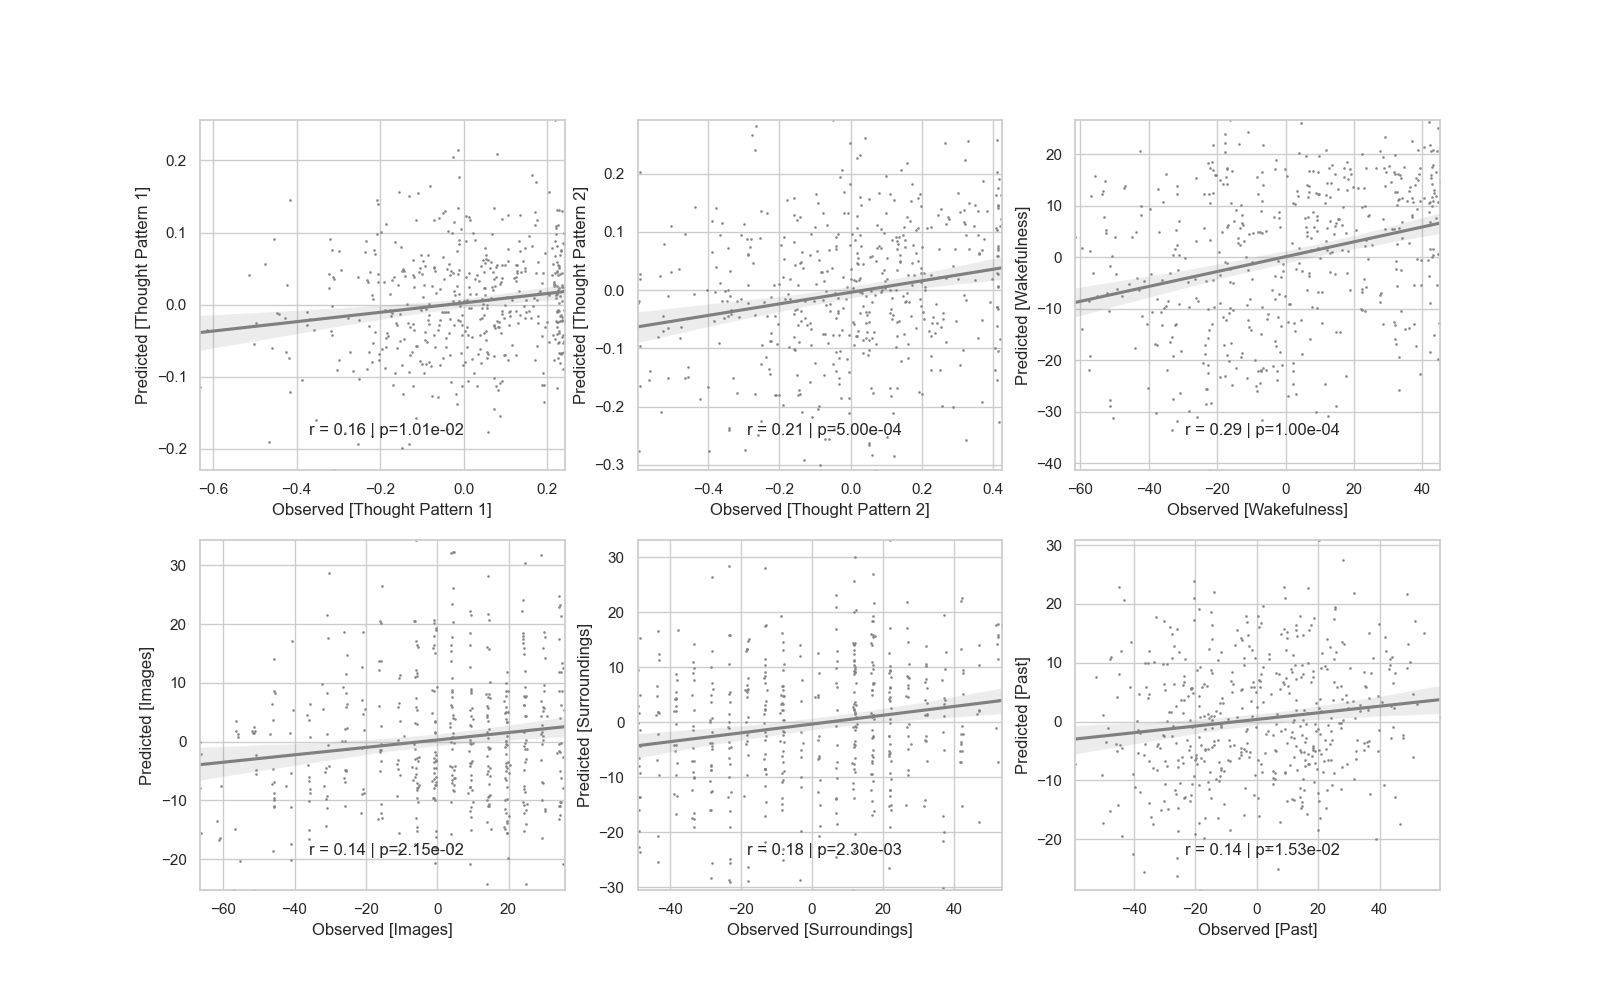 Predicted [Thought Pattern 1]
0.2
0.1
0.0
−0.1
−0.2
r = 0.16 | p=1.01e-02
−0.6 −0.4 −0.2 0.0 0.2
Observed [Thought Pattern 1]
Predicted [Thought Pattern 2]
0.2
0.1
0.0
−0.1
−0.2
−0.3
r = 0.21 | p=5.00e-04
−0.4 −0.2 0.0 0.2 0.4
Observed [Thought Pattern 2]
Predicted [Wakefulness]
20
10
0
−10
−20
−30
−40
r = 0.29 | p=1.00e-04
−60 −40 −20 0 20 40
Observed [Wakefulness]
Predicted [Images]
30
20
10
0
−10
−20
r = 0.14 | p=2.15e-02
−60 −40 −20 0 20
Observed [Images]
Predicted [Surroundings]
30
20
10
0
−10
−20
−30
r = 0.18 | p=2.30e-03
−40 −20 0 20 40
Observed [Surroundings]
Predicted [Past]
30
20
10
0
−10
−20
r = 0.14 | p=1.53e-02
−40 −20 0 20 40
Observed [Past]